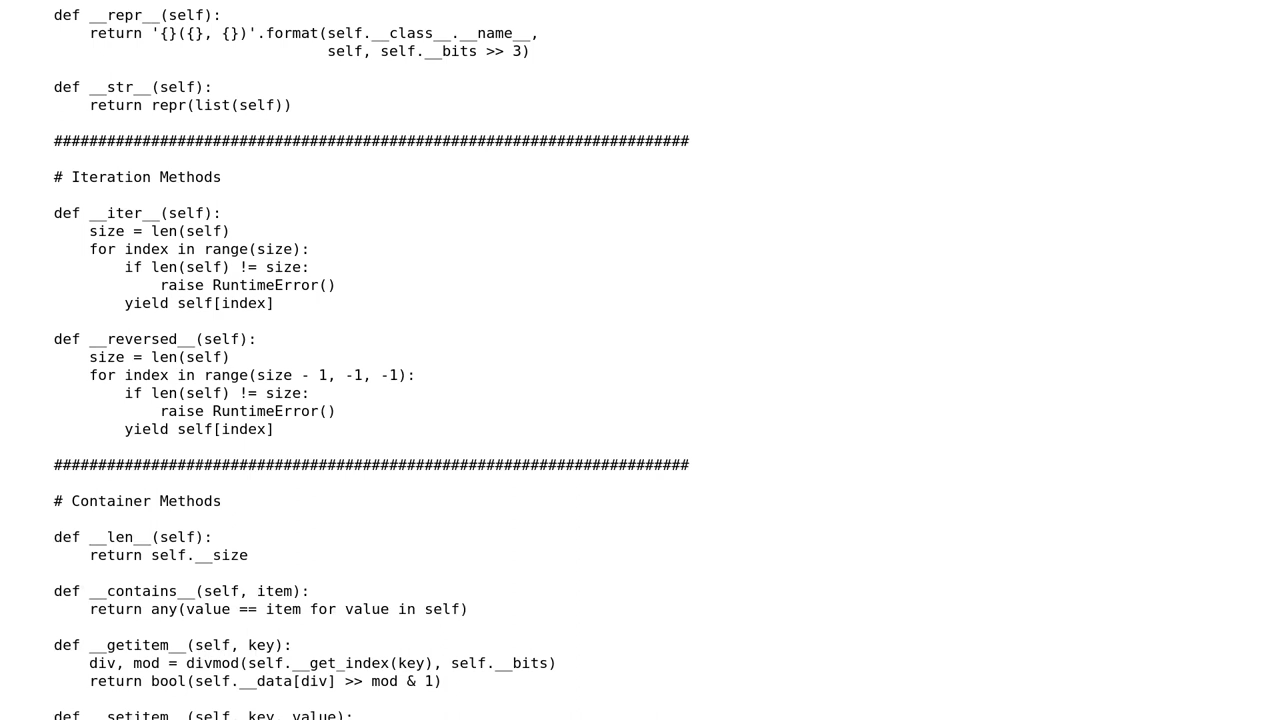 def __repr__(self):
    return '{}({}, {})'.format(self.__class__.__name__,
                               self, self.__bits >> 3)

def __str__(self):
    return repr(list(self))

########################################################################

# Iteration Methods

def __iter__(self):
    size = len(self)
    for index in range(size):
        if len(self) != size:
            raise RuntimeError()
        yield self[index]

def __reversed__(self):
    size = len(self)
    for index in range(size - 1, -1, -1):
        if len(self) != size:
            raise RuntimeError()
        yield self[index]

########################################################################

# Container Methods

def __len__(self):
    return self.__size

def __contains__(self, item):
    return any(value == item for value in self)

def __getitem__(self, key):
    div, mod = divmod(self.__get_index(key), self.__bits)
    return bool(self.__data[div] >> mod & 1)

def __setitem__(self, key, value):